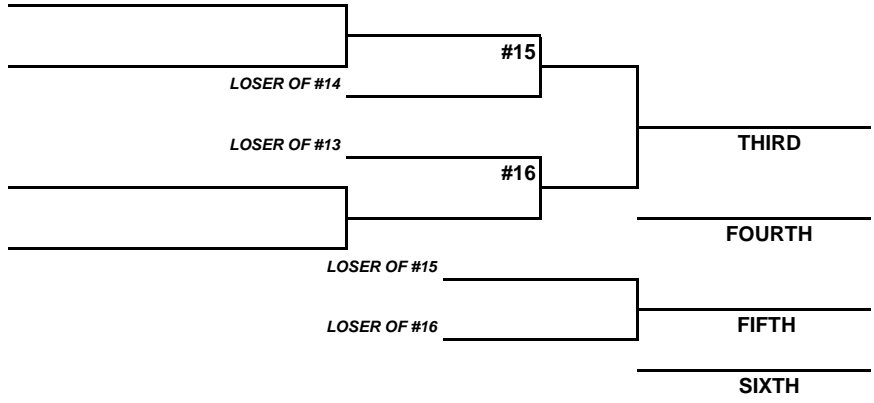 #15
LOSER OF #14
LOSER OF #13
THIRD
#16
FOURTH
LOSER OF #15
FIFTH
LOSER OF #16
SIXTH